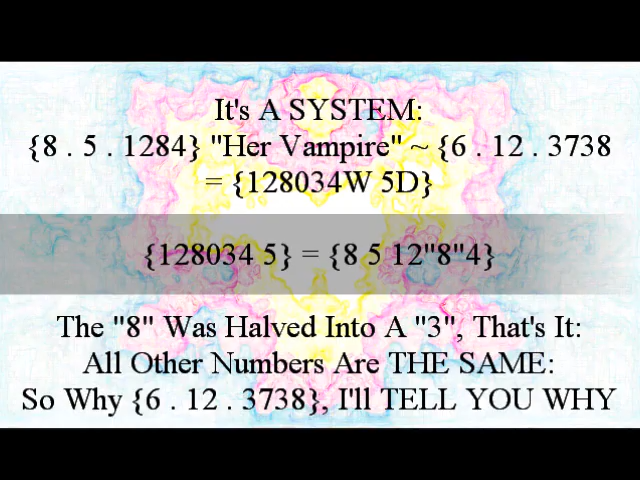 It's A SYSTEM:
{8 . 5 . 1284} "Her Vampire" ~ {6 . 12 . 3738
= {128034W 5D}
{128034 5} = {8 5 12"8"4}
The "8" Was Halved Into A "3", That's It:
All Other Numbers Are THE SAME:
So Why {6 . 12 . 3738}, I'll TELL YOU WHY